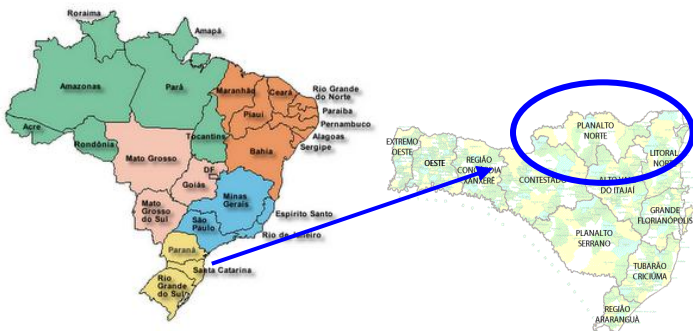 Roraima
Amapá
Amazonas
Pará
Maranhão
Ceará
Rio Grande
do Norte
Paraíba
Pernambuco
Alagoas
Sergipe
Piauí
Acre
Rondônia
Tocantins
Mato Grosso
Bahia
DF
Goiás
Minas
Gerais
Mato
Grosso
do Sul
Espírito Santo
São
Paulo
Rio de Janeiro
Paraná
Santa Catarina
Rio
Grande
do Sul
PLANALTO
NORTE
LITORAL
NORTE
EXTREMO
OESTE
OESTE
REGIÃO
CONCÓRDIA
XANXERÊ
CONTESTADO
ALTO VALE
DO ITAJAÍ
GRANDE
FLORIANÓPOLIS
PLANALTO
SERRANO
TUBARÃO
CRICIÚMA
REGIÃO
ARARANGUÁ